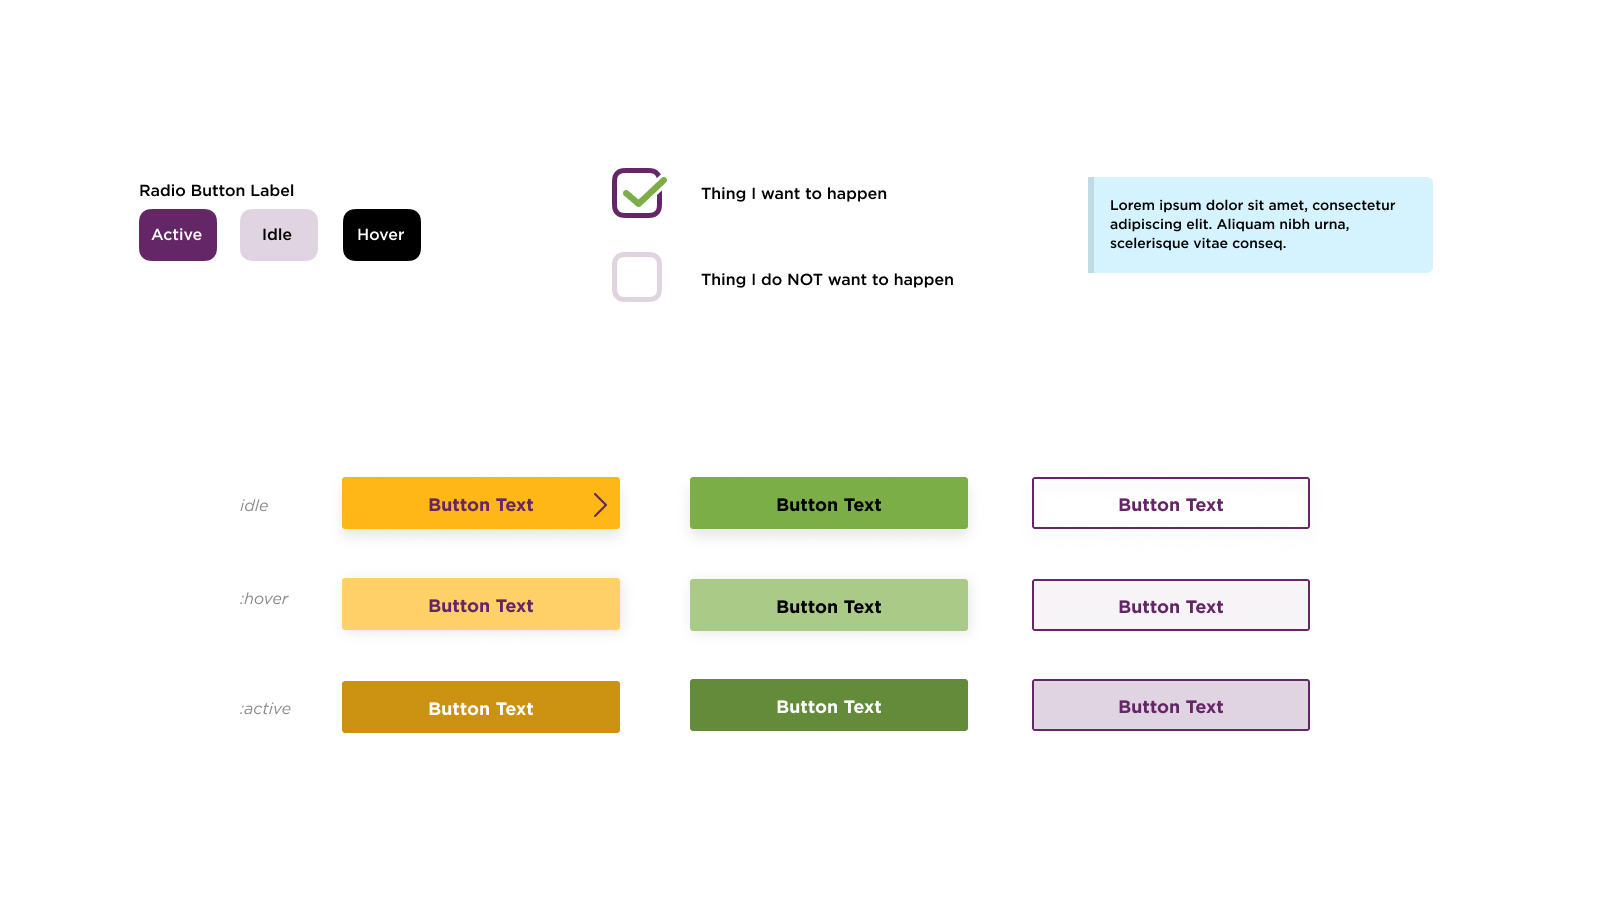 Radio Button Label
Active
Idle
Hover
Thing I want to happen
Thing I do NOT want to happen
Lorem ipsum dolor sit amet, consectetur
adipiscing elit. Aliquam nibh urna,
scelerisque vitae conseq.
idle
Button Text
Button Text
Button Text
:hover
Button Text
Button Text
Button Text
:active
Button Text
Button Text
Button Text